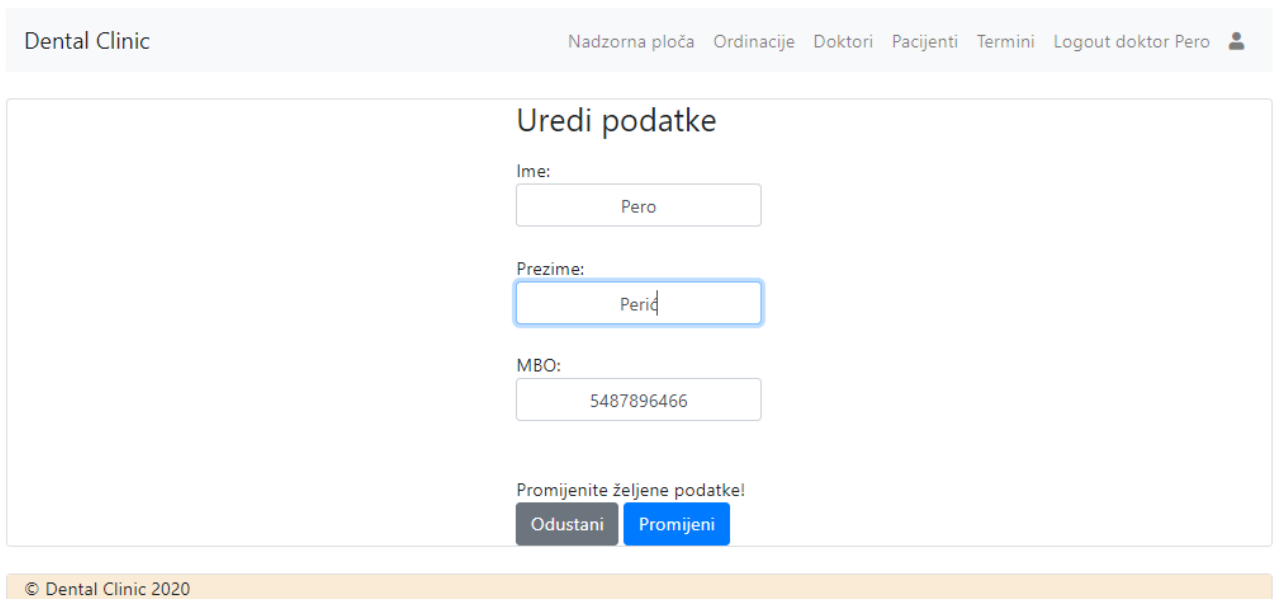 Dental Clinic
Nadzorna ploča Ordinacije Doktori Pacijenti Termini Logout doktor Pero
Uredi podatke
Ime:
Pero
Prezime:
Perić
MBO:
5487896466
Promijenite željene podatke!
Odustani Promijeni
© Dental Clinic 2020